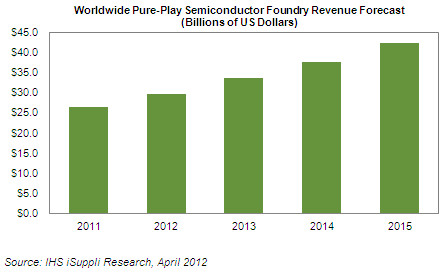 Worldwide Pure-Play Semiconductor Foundry Revenue Forecast
(Billions of US Dollars)
$45.0
$40.0
$35.0
$30.0
$25.0
$20.0
$15.0
$10.0
$5.0
$0.0
2011 2012 2013 2014 2015
Source: IHS iSuppli Research, April 2012